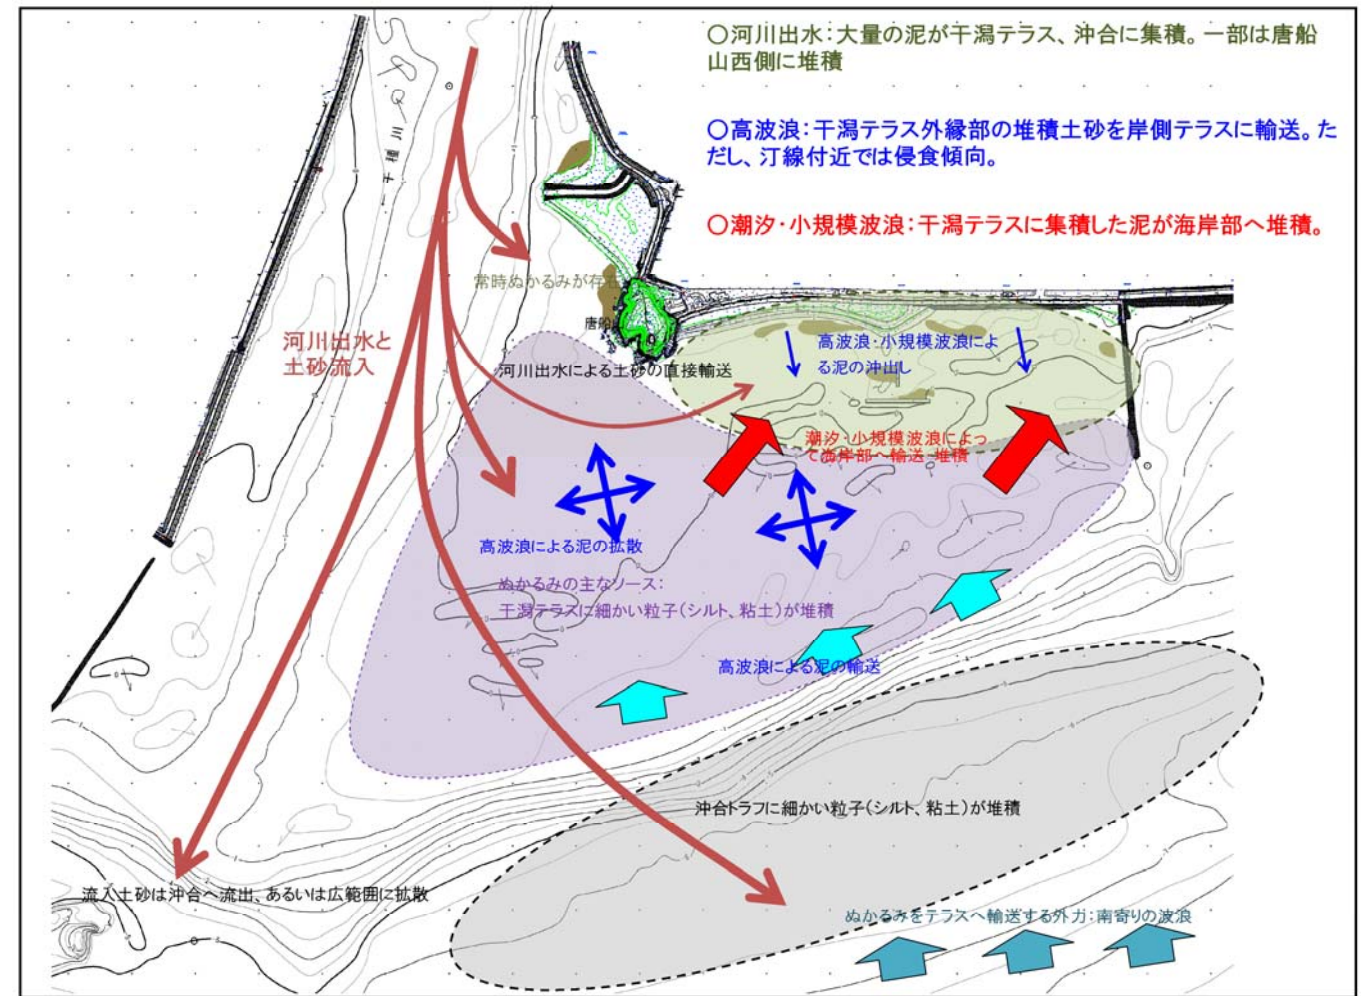 ○河川出水：大量の泥が干潟テラス、沖合に集積。一部は唐船
山西側に堆積
○高波浪：干潟テラス外縁部の堆積土砂を岸側テラスに輸送。た
だし、汀線付近では侵食傾向。
○潮汐・小規模波浪：干潟テラスに集積した泥が海岸部へ堆積。
千種川
常時ぬかるみが存在
唐船山
河川出水と
土砂流入
高波浪・小規模波浪によ
る泥の沖出し
河川出水による土砂の直接輸送
潮汐・小規模波浪によっ
て海岸部へ輸送・堆積
高波浪による泥の拡散
ぬかるみの主なソース：
干潟テラスに細かい粒子（シルト、粘土）が堆積
高波浪による泥の輸送
沖合トラフに細かい粒子（シルト、粘土）が堆積
流入土砂は沖合へ流出、あるいは広範囲に拡散
ぬかるみをテラスへ輸送する外力：南寄りの波浪